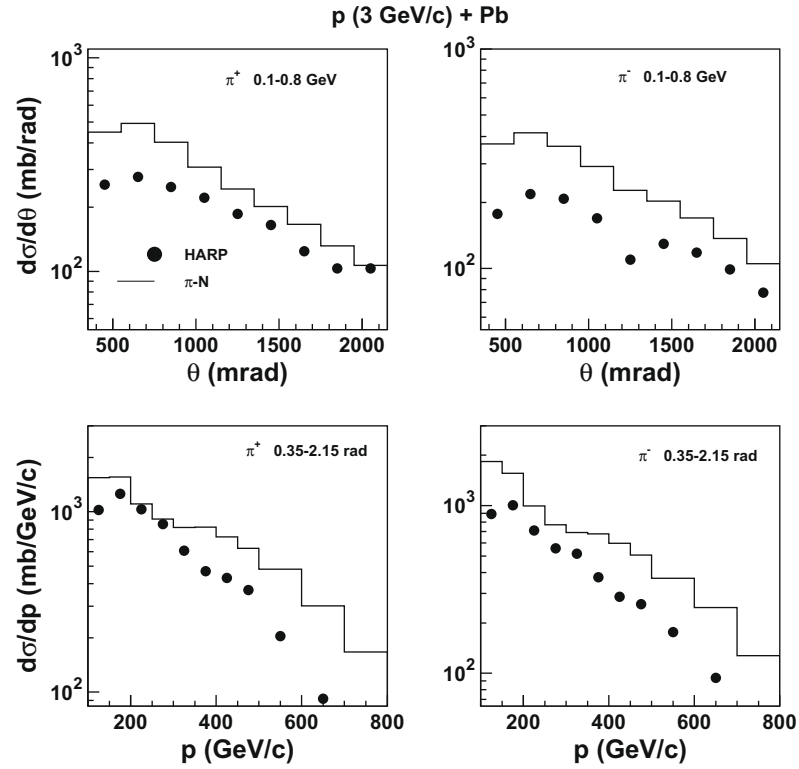 p (3 GeV/c) + Pb
dσ/dθ (mb/rad)
10³
10²
π⁺ 0.1-0.8 GeV
HARP
π-N
500 1000 1500 2000
θ (mrad)
10³
10²
π⁻ 0.1-0.8 GeV
500 1000 1500 2000
θ (mrad)
dσ/dp (mb/GeV/c)
10³
10²
π⁺ 0.35-2.15 rad
200 400 600 800
p (GeV/c)
10³
10²
π⁻ 0.35-2.15 rad
200 400 600 800
p (GeV/c)